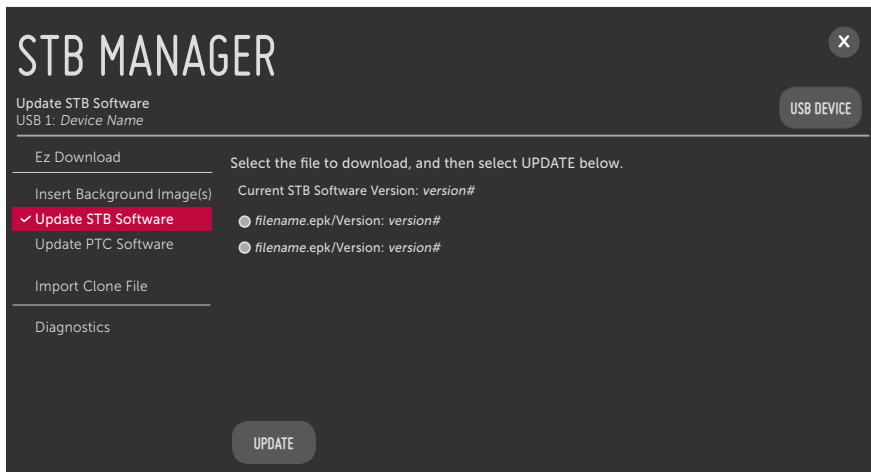 STB MANAGER
X
Update STB Software
USB 1: Device Name
USB DEVICE
Ez Download
Insert Background Image(s)
Update STB Software
Update PTC Software
Import Clone File
Diagnostics
Select the file to download, and then select UPDATE below.
Current STB Software Version: version#
filename.epk/Version: version#
filename.epk/Version: version#
UPDATE